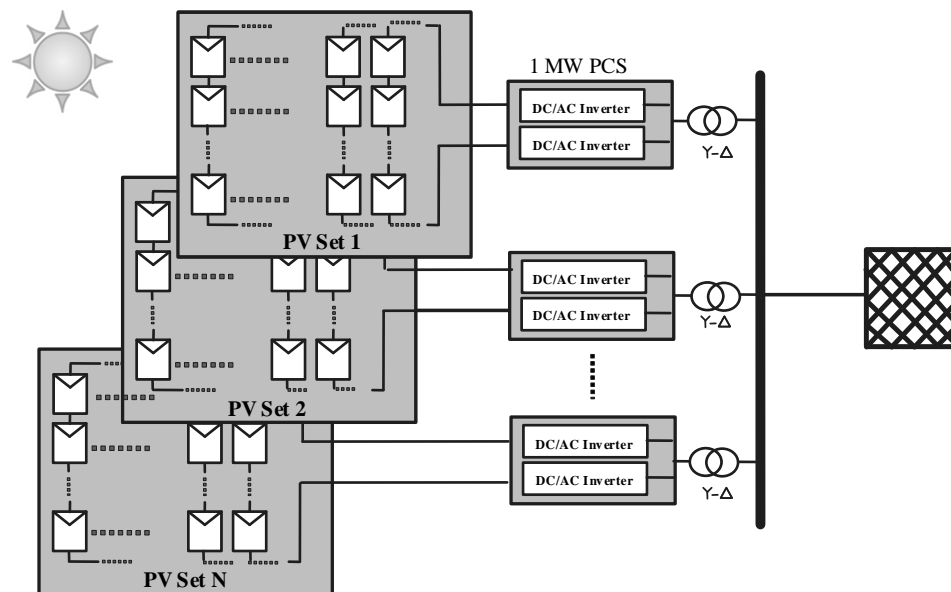 1 MW PCS
DC/AC Inverter
DC/AC Inverter
Y-Δ
PV Set 1
DC/AC Inverter
DC/AC Inverter
Y-Δ
PV Set 2
DC/AC Inverter
DC/AC Inverter
Y-Δ
PV Set N